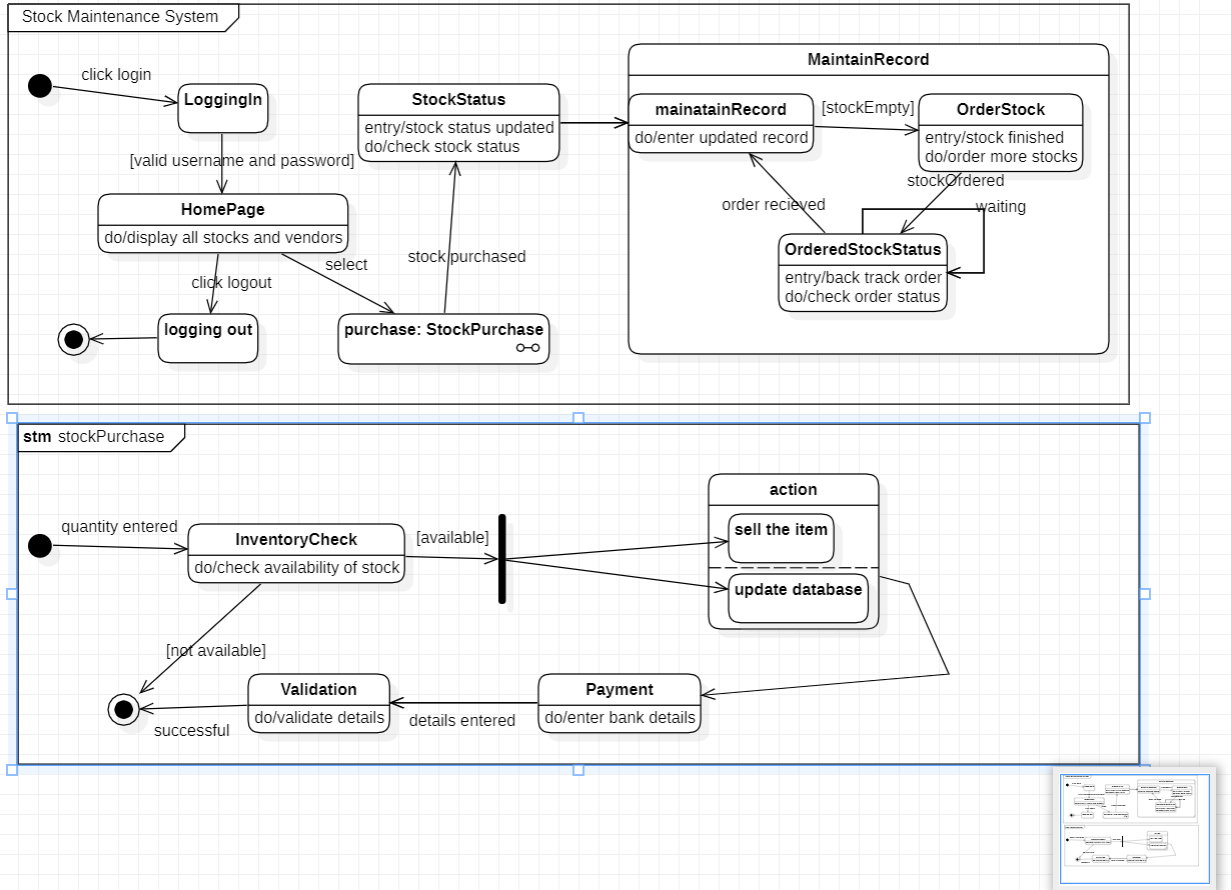 Stock Maintenance System
click login
LoggingIn
[valid username and password]
HomePage
do/display all stocks and vendors
click logout
select
logging out
purchase: StockPurchase
stock purchased
StockStatus
entry/stock status updated
do/check stock status
MaintainRecord
mainatainRecord
do/enter updated record
[stockEmpty]
OrderStock
entry/stock finished
do/order more stocks
stockOrdered
waiting
order recieved
OrderedStockStatus
entry/back track order
do/check order status
stm stockPurchase
quantity entered
InventoryCheck
do/check availability of stock
[available]
action
sell the item
update database
[not available]
Validation
do/validate details
successful
Payment
do/enter bank details
details entered